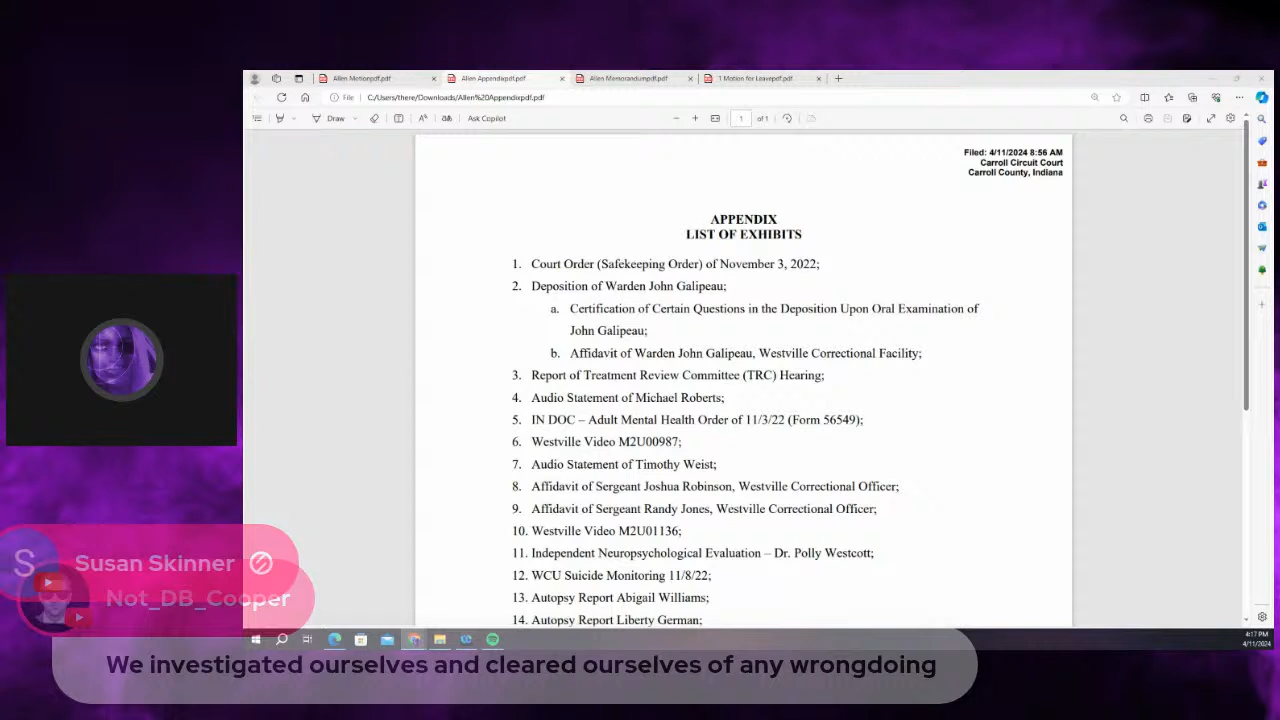 Allen Motionpdf.pdf
Allen Appendixpdf.pdf
Allen Memorandumpdf.pdf
1 Motion for Leavepdf.pdf
File
C:/Users/there/Downloads/Allen%20Appendixpdf.pdf
Draw
Ask Copilot
1 of 1
Filed: 4/11/2024 8:56 AM
Carroll Circuit Court
Carroll County, Indiana
APPENDIX
LIST OF EXHIBITS
1. Court Order (Safekeeping Order) of November 3, 2022;
2. Deposition of Warden John Galipeau;
a. Certification of Certain Questions in the Deposition Upon Oral Examination of
John Galipeau;
b. Affidavit of Warden John Galipeau, Westville Correctional Facility;
3. Report of Treatment Review Committee (TRC) Hearing;
4. Audio Statement of Michael Roberts;
5. IN DOC – Adult Mental Health Order of 11/3/22 (Form 56549);
6. Westville Video M2U00987;
7. Audio Statement of Timothy Weist;
8. Affidavit of Sergeant Joshua Robinson, Westville Correctional Officer;
9. Affidavit of Sergeant Randy Jones, Westville Correctional Officer;
10. Westville Video M2U01136;
11. Independent Neuropsychological Evaluation – Dr. Polly Westcott;
12. WCU Suicide Monitoring 11/8/22;
13. Autopsy Report Abigail Williams;
14. Autopsy Report Liberty German;
S
Susan Skinner
Not_DB_Cooper
We investigated ourselves and cleared ourselves of any wrongdoing
4:17 PM
4/11/2024